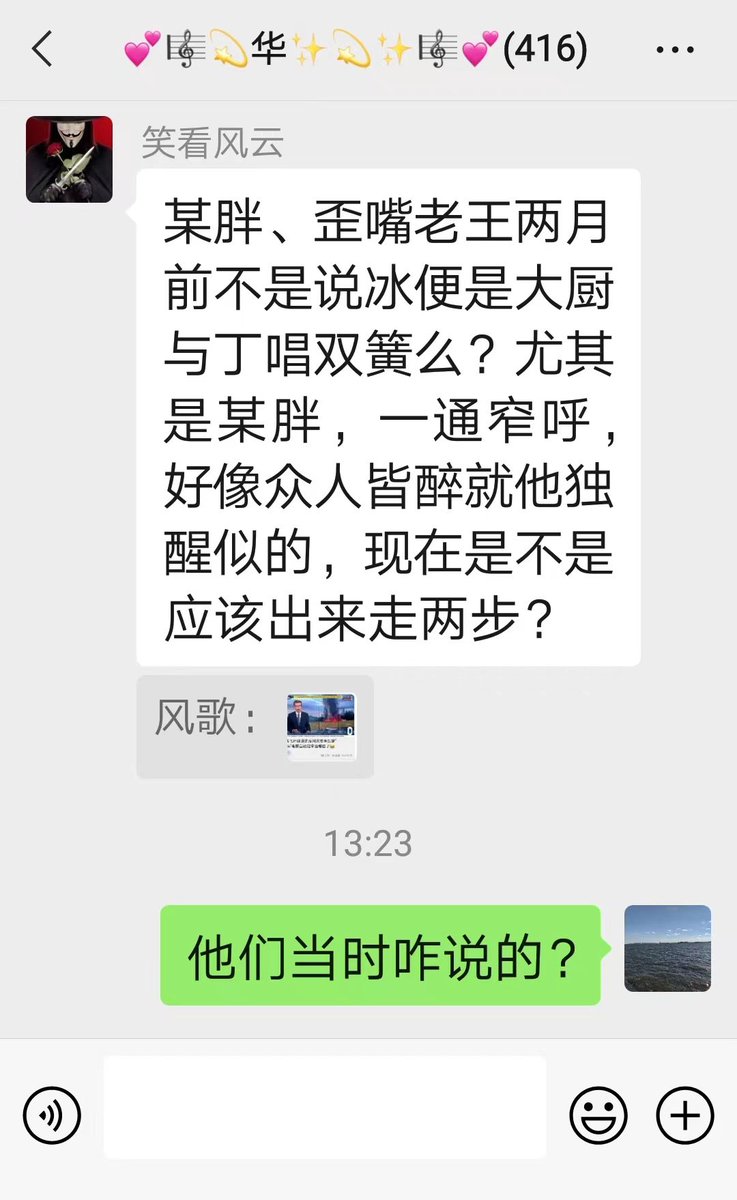 💕🎼💫华✨💫✨🎼💕(416)
笑看风云
某胖、歪嘴老王两月
前不是说冰便是大厨
与丁唱双簧么？尤其
是某胖，一通窄呼，
好像众人皆醉就他独
醒似的，现在是不是
应该出来走两步？
风歌：
13:23
他们当时咋说的？